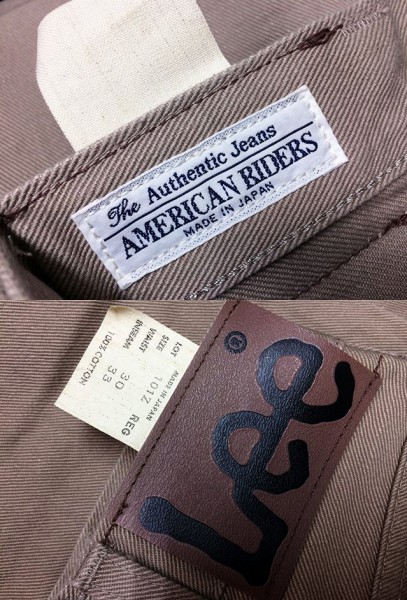 The Authentic Jeans
AMERICAN RIDERS
MADE IN JAPAN
Lee
®
MADE IN JAPAN
LOT 101Z REG
SIZE
WAIST 30
INSEAM 33
100% COTTON